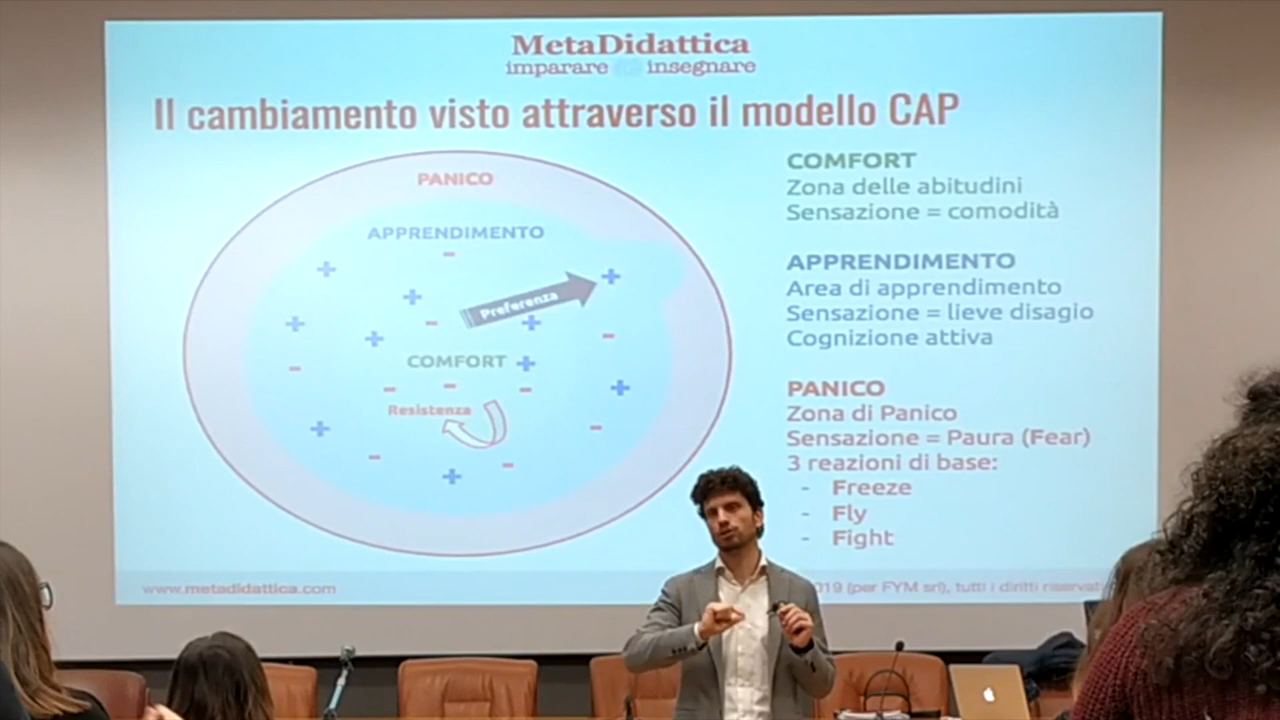 MetaDidattica
imparare insegnare
Il cambiamento visto attraverso il modello CAP
PANICO
APPRENDIMENTO
Preferenza
COMFORT
Resistenza
COMFORT
Zona delle abitudini
Sensazione = comodità
APPRENDIMENTO
Area di apprendimento
Sensazione = lieve disagio
Cognizione attiva
PANICO
Zona di Panico
Sensazione = Paura (Fear)
3 reazioni di base:
- Freeze
- Fly
- Fight
www.metadidattica.com
019 (per FYM srl), tutti i diritti riservati